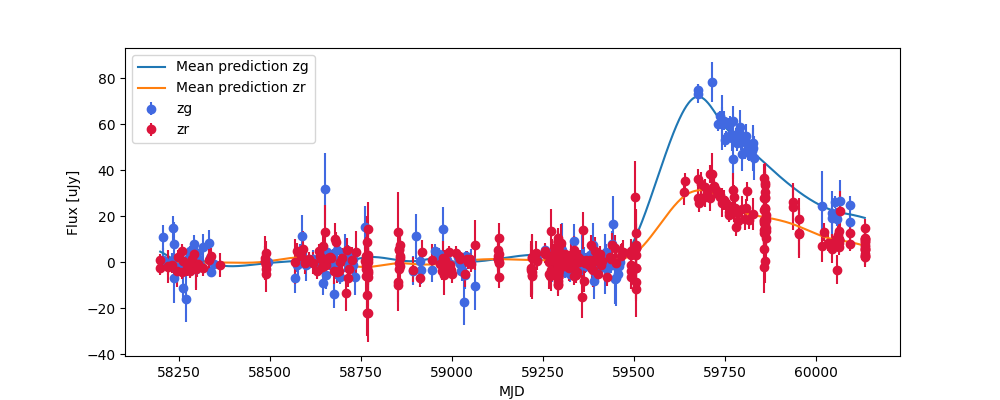 Mean prediction zg
Mean prediction zr
zg
zr
Flux [uJy]
80
60
40
20
0
−20
−40
58250
58500
58750
59000
59250
59500
59750
60000
MJD